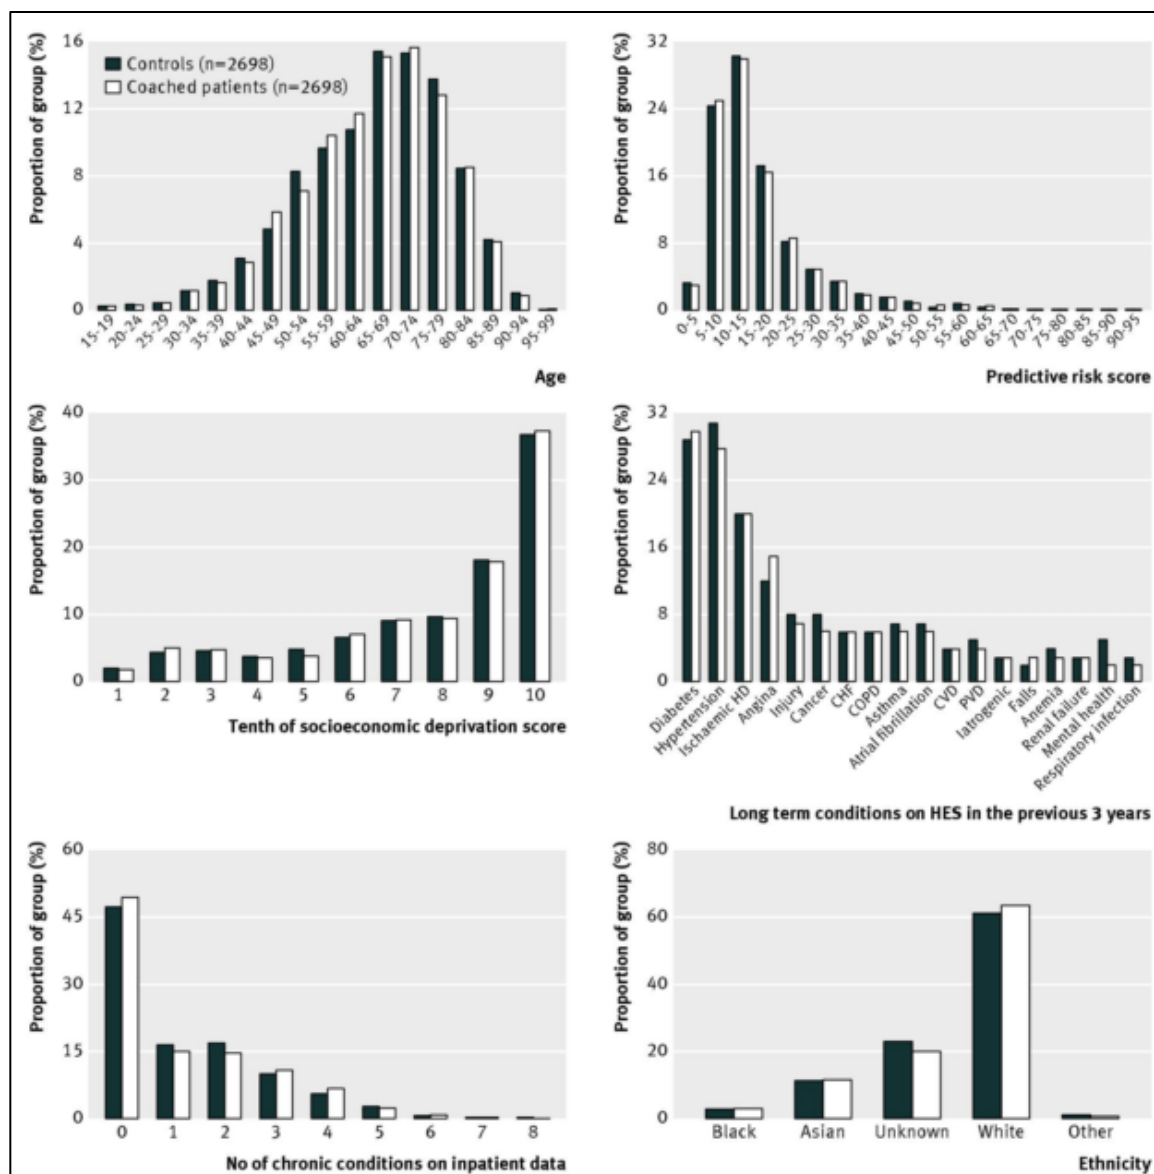 Proportion of group (%)
16
12
8
4
0
Controls (n=2698)
Coached patients (n=2698)
15-19
20-24
25-29
30-34
35-39
40-44
45-49
50-54
55-59
60-64
65-69
70-74
75-79
80-84
85-89
90-94
95-99
Age
Proportion of group (%)
32
24
16
8
0
0-5
5-10
10-15
15-20
20-25
25-30
30-35
35-40
40-45
45-50
50-55
55-60
60-65
65-70
70-75
75-80
80-85
85-90
90-95
Predictive risk score
Proportion of group (%)
40
30
20
10
0
1 2 3 4 5 6 7 8 9 10
Tenth of socioeconomic deprivation score
Proportion of group (%)
32
24
16
8
0
Diabetes
Hypertension
Ischaemic HD
Angina
Injury
Cancer
CHF
COPD
Asthma
Atrial fibrillation
CVD
PVD
Iatrogenic
Falls
Anemia
Renal failure
Mental health
Respiratory infection
Long term conditions on HES in the previous 3 years
Proportion of group (%)
60
45
30
15
0
0 1 2 3 4 5 6 7 8
No of chronic conditions on inpatient data
Proportion of group (%)
80
60
40
20
0
Black Asian Unknown White Other
Ethnicity